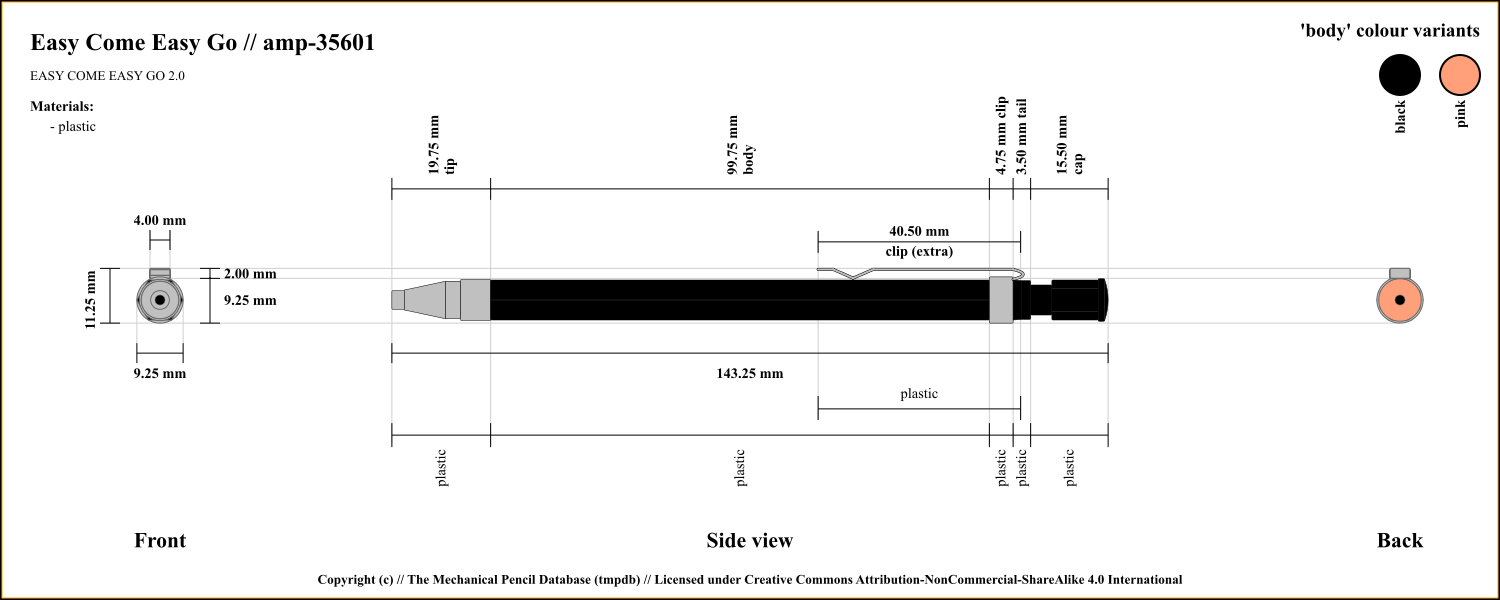 Easy Come Easy Go // amp-35601
EASY COME EASY GO 2.0
Materials:
- plastic
'body' colour variants
black
pink
19.75 mm
tip
99.75 mm
body
4.75 mm clip
3.50 mm tail
15.50 mm
cap
40.50 mm
clip (extra)
4.00 mm
2.00 mm
9.25 mm
11.25 mm
9.25 mm
143.25 mm
plastic
plastic
plastic
plastic
plastic
plastic
Front
Side view
Back
Copyright (c) // The Mechanical Pencil Database (tmpdb) // Licensed under Creative Commons Attribution-NonCommercial-ShareAlike 4.0 International